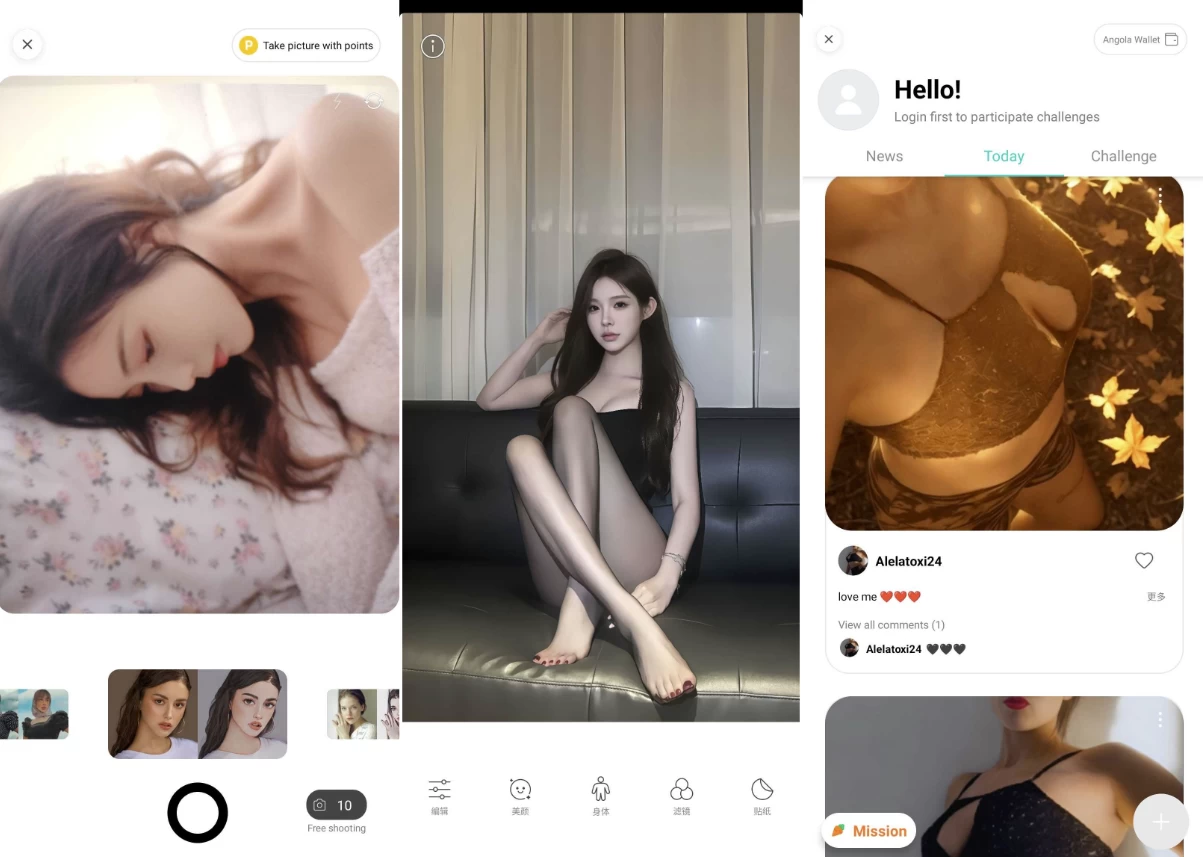 P Take picture with points
10
Free shooting
编辑
美颜
身体
滤镜
贴纸
Angola Wallet
Hello!
Login first to participate challenges
News
Today
Challenge
Alelatoxi24
love me ❤️❤️❤️
更多
View all comments (1)
Alelatoxi24 🖤🖤🖤
Mission